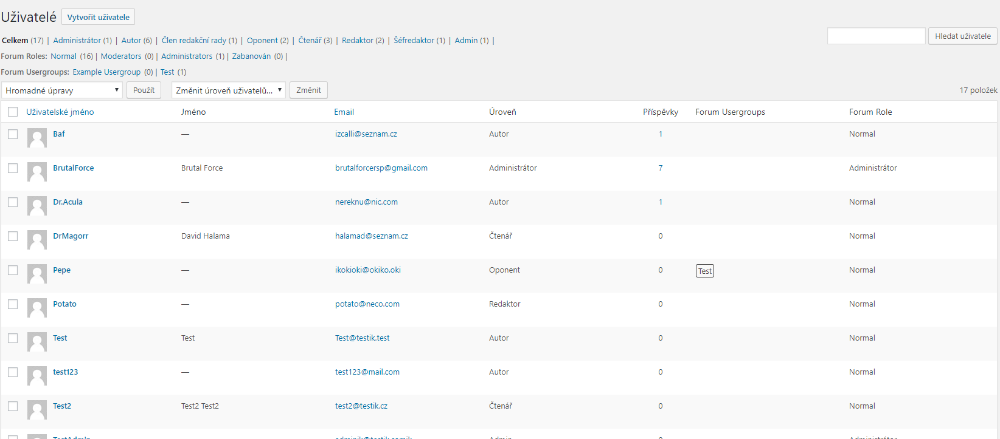 Uživatelé Vytvořit uživatele
Celkem (17) | Administrátor (1) | Autor (6) | Člen redakční rady (1) | Oponent (2) | Čtenář (3) | Redaktor (2) | Šéfredaktor (1) | Admin (1) |
Hledat uživatele
Forum Roles: Normal (16) | Moderators (0) | Administrators (1) | Zabanován (0) |
Forum Usergroups: Example Usergroup (0) | Test (1)
Hromadné úpravy Použít Změnit úroveň uživatelů... Změnit 17 položek
Uživatelské jméno Jméno Email Úroveň Příspěvky Forum Usergroups Forum Role
Baf — izcalli@seznam.cz Autor 1 Normal
BrutalForce Brutal Force brutalforcersp@gmail.com Administrátor 7 Administrátor
Dr.Acula — nereknu@nic.com Autor 1 Normal
DrMagorr David Halama halamad@seznam.cz Čtenář 0 Normal
Pepe — ikokioki@okiko.oki Oponent 0 Test Normal
Potato — potato@neco.com Redaktor 0 Normal
Test Test Test@testik.test Autor 0 Normal
test123 — test123@mail.com Autor 0 Normal
Test2 Test2 Test2 test2@testik.cz Čtenář 0 Normal
TestAdmin Admin 0 Administrátor